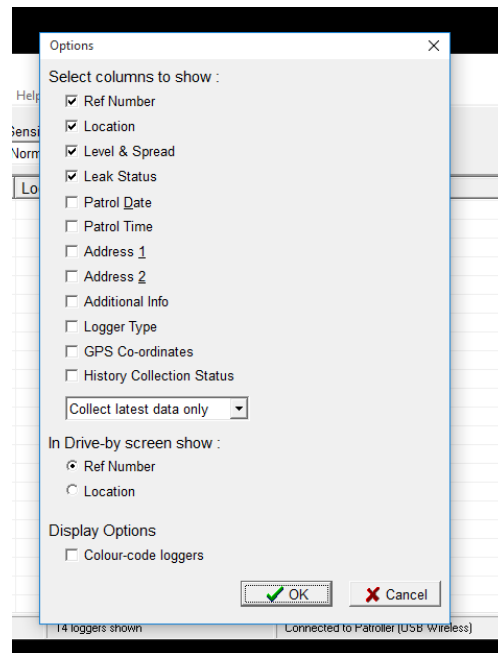 Options
Select columns to show :
Help
Ref Number
Location
Level & Spread
Leak Status
Lo
Patrol Date
Patrol Time
Address 1
Address 2
Additional Info
Logger Type
GPS Co-ordinates
History Collection Status
Collect latest data only
In Drive-by screen show :
Ref Number
Location
Display Options
Colour-code loggers
OK Cancel
14 loggers shown Connected to Patroller (USB Wireless)